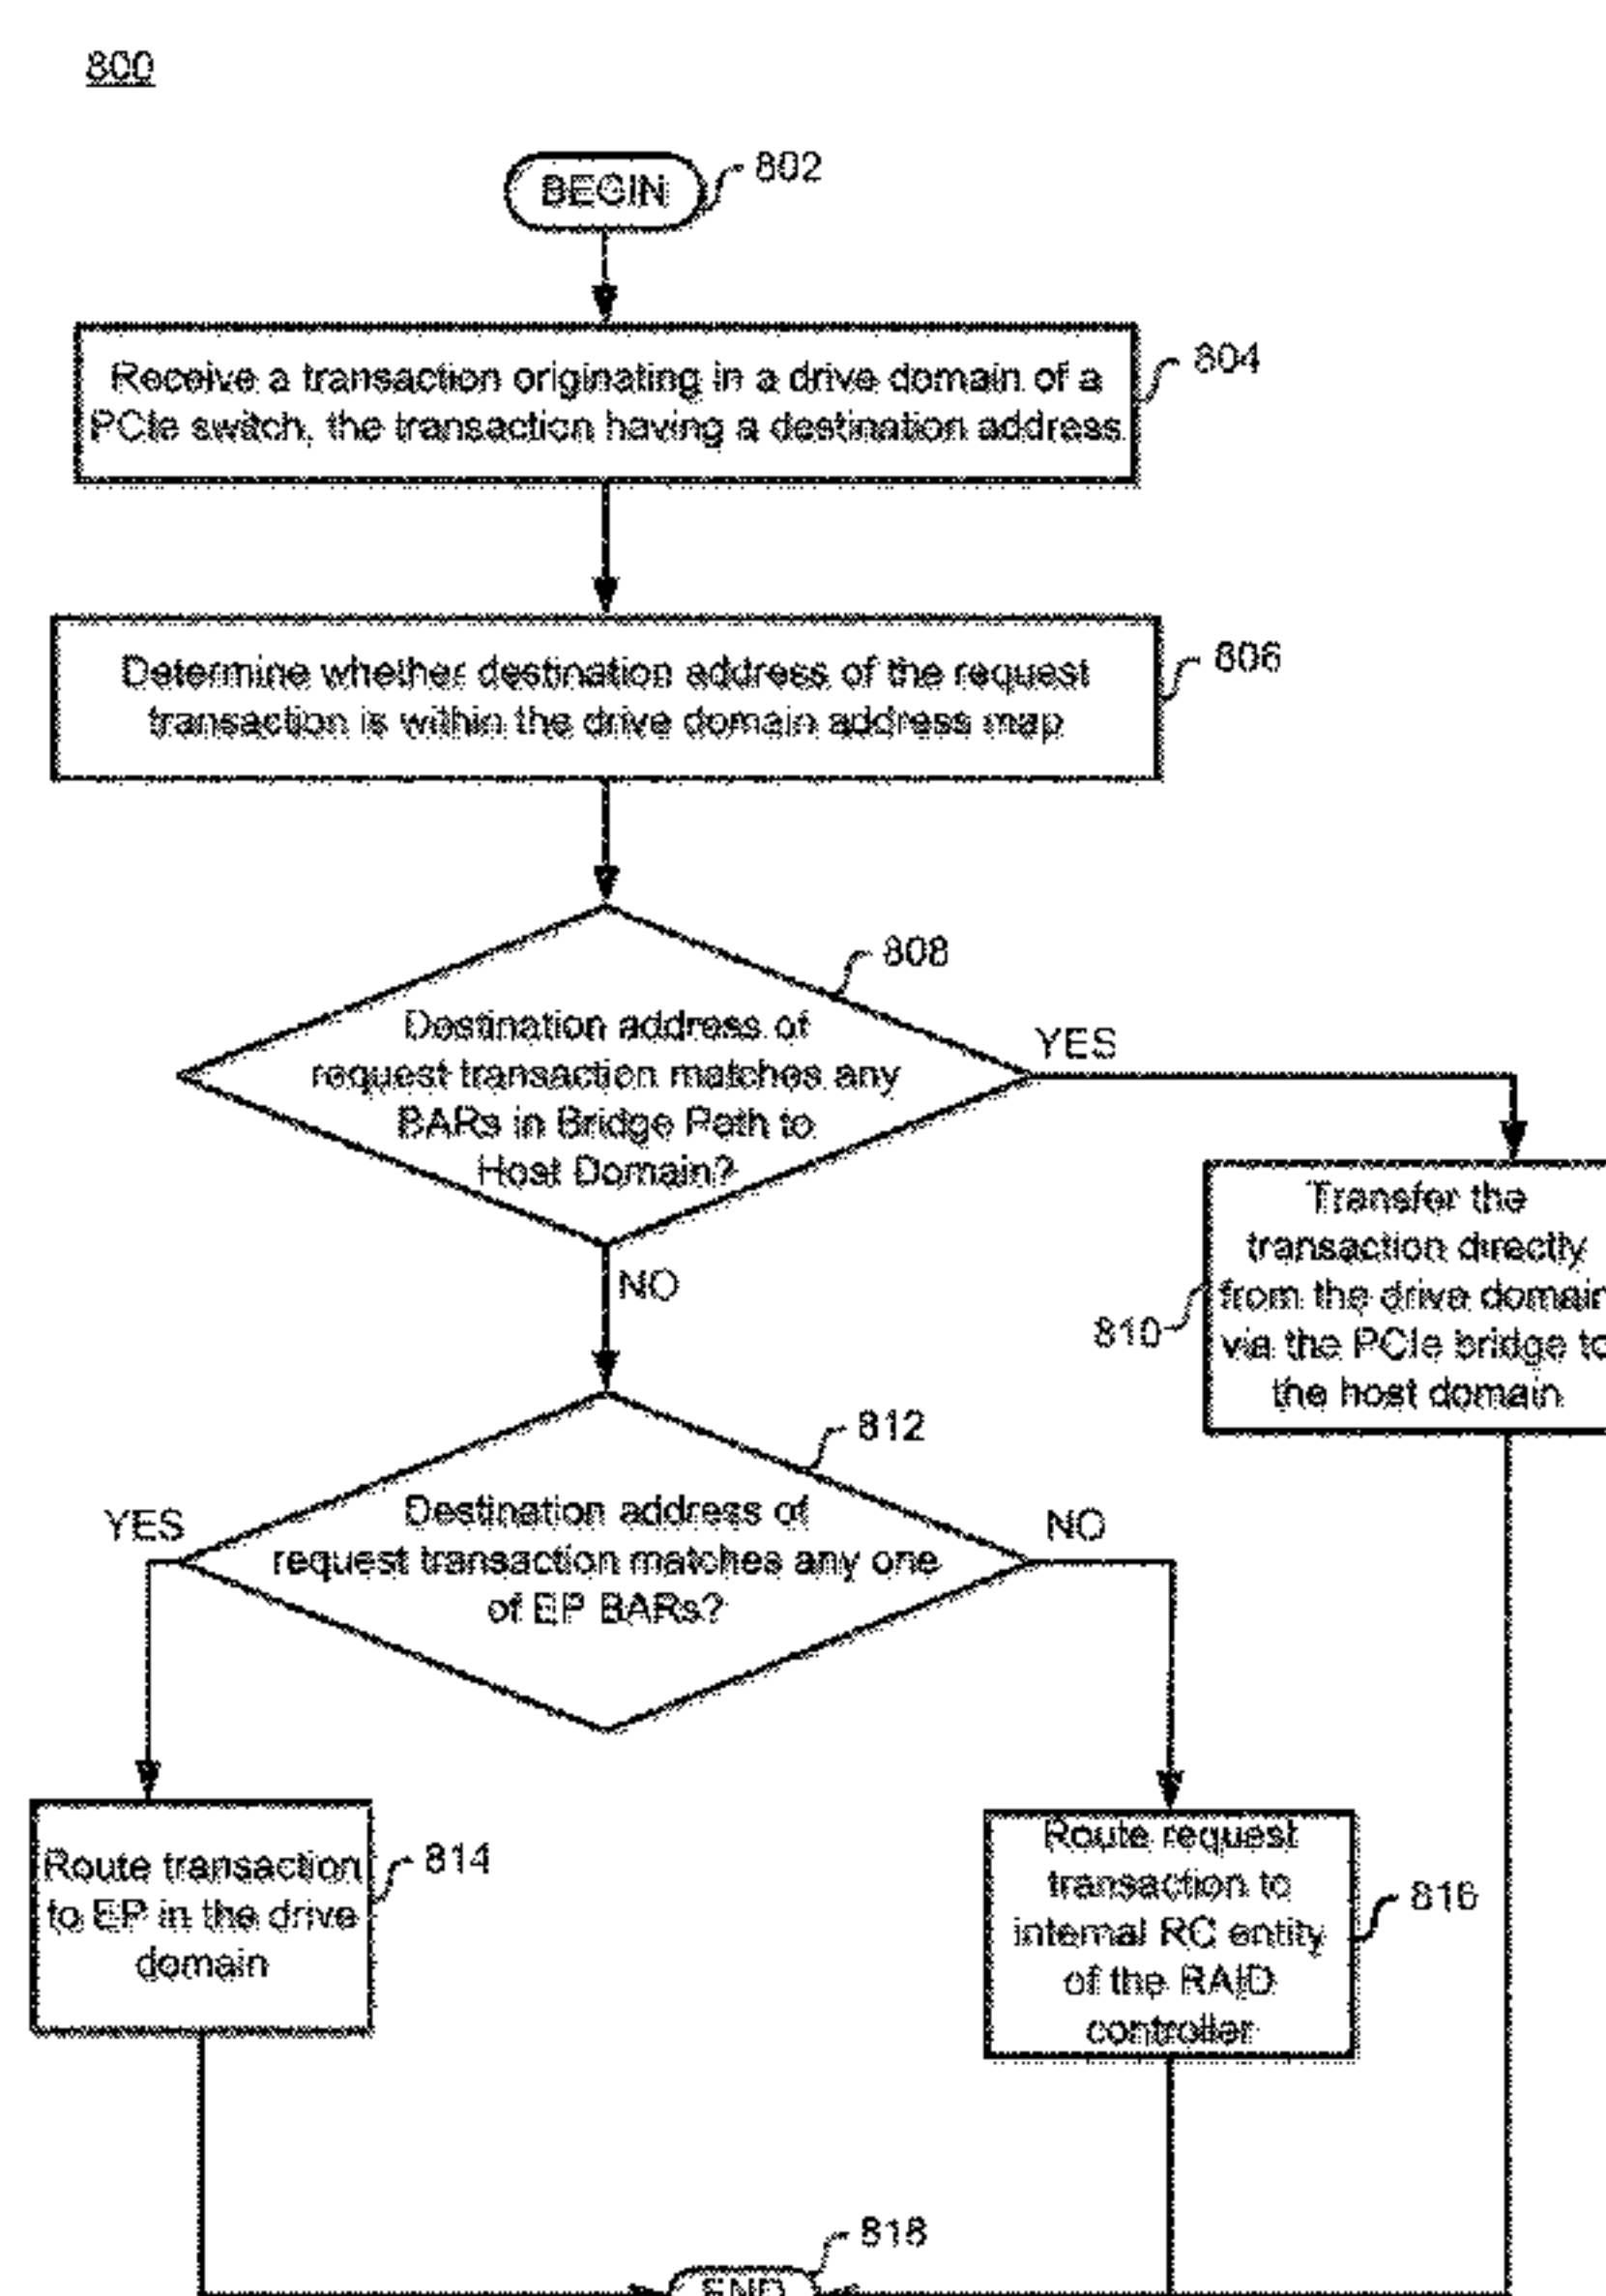 800
BEGIN
802
Receive a transaction originating in a drive domain of a
PCIe switch, the transaction having a destination address
804
Determine whether destination address of the request
transaction is within the drive domain address map
806
808
Destination address of
request transaction matches any
BARs in Bridge Path to
Host Domain?
YES
NO
Transfer the
transaction directly
from the drive domain
via the PCIe bridge to
the host domain
810
812
Destination address of
request transaction matches any one
of EP BARs?
YES
NO
Route transaction
to EP in the drive
domain
814
Route request
transaction to
internal RC entity
of the RAID
controller
816
818
END